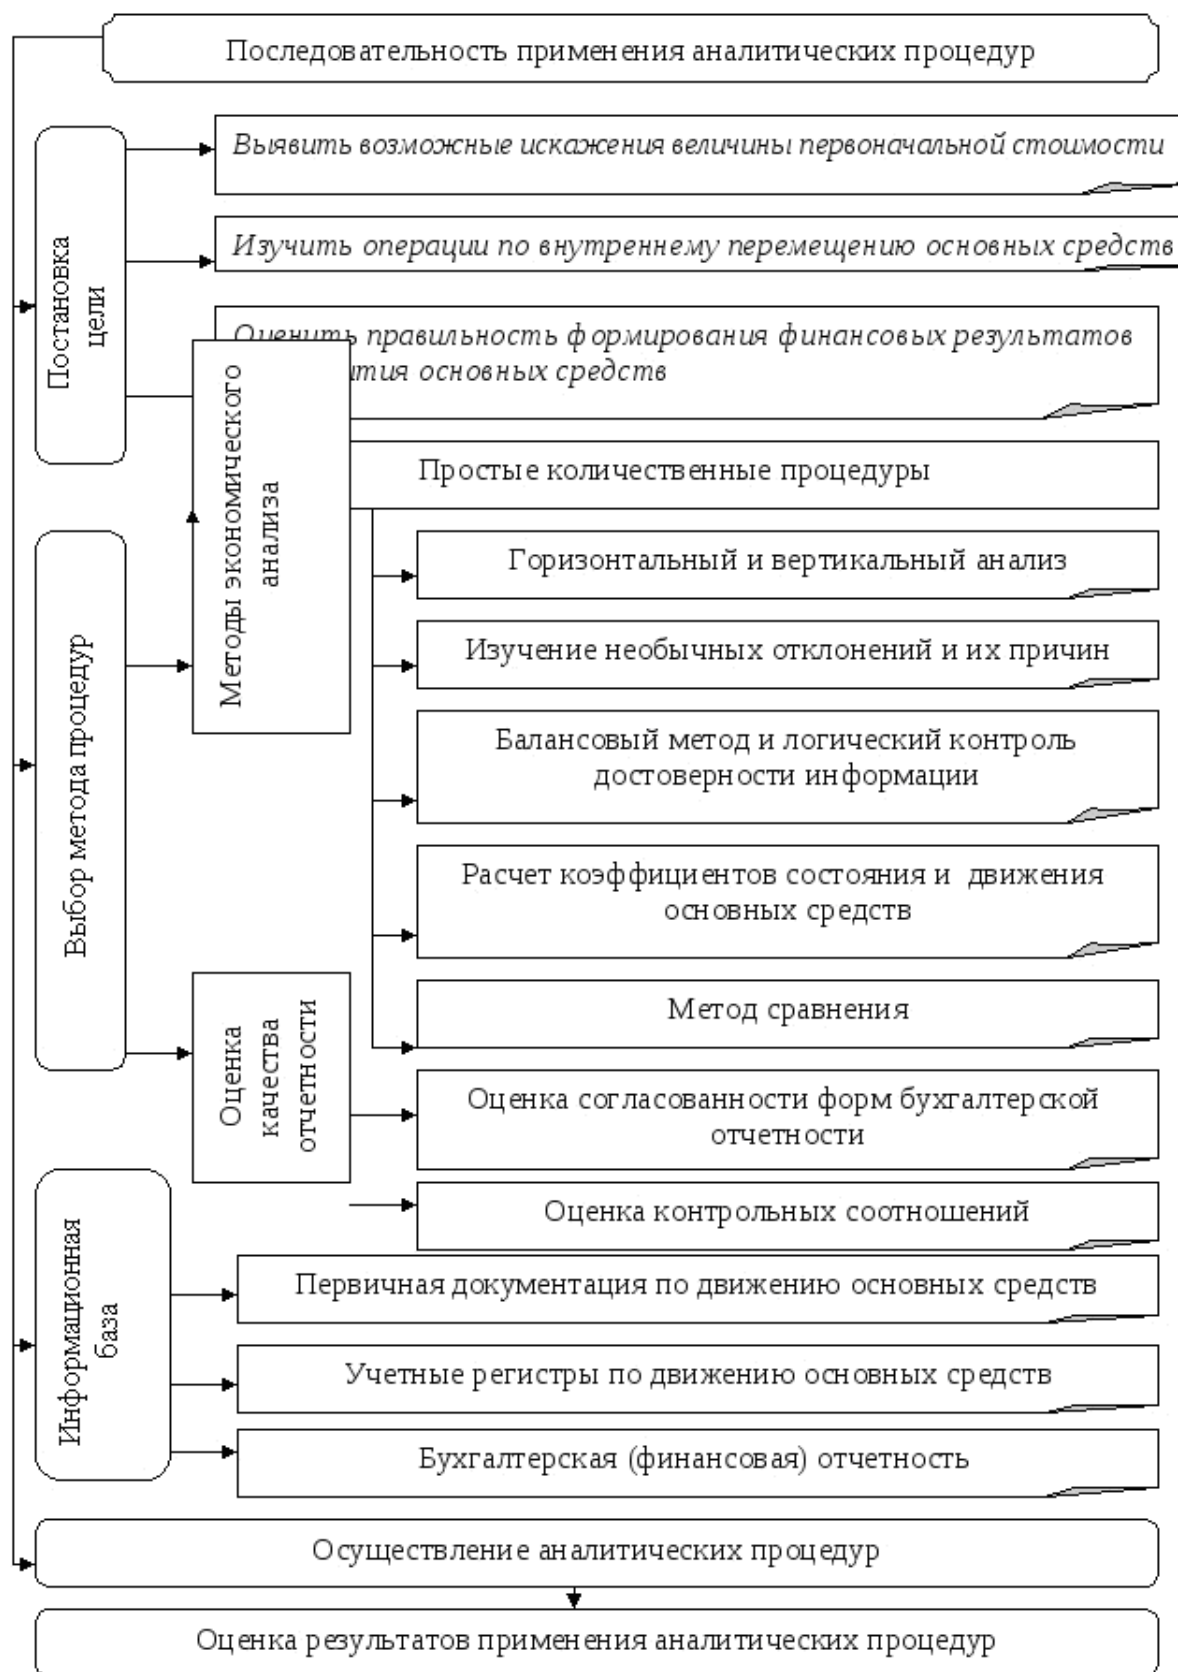 Последовательность применения аналитических процедур
Постановка
цели
Выявить возможные искажения величины первоначальной стоимости
Изучить операции по внутреннему перемещению основных средств
Оценить правильность формирования финансовых результатов
тия основных средств
Выбор метода процедур
Методы экономического
анализа
Простые количественные процедуры
Горизонтальный и вертикальный анализ
Изучение необычных отклонений и их причин
Балансовый метод и логический контроль
достоверности информации
Расчет коэффициентов состояния и движения
основных средств
Метод сравнения
Оценка
качества
отчетности
Оценка согласованности форм бухгалтерской
отчетности
Оценка контрольных соотношений
Информационная
база
Первичная документация по движению основных средств
Учетные регистры по движению основных средств
Бухгалтерская (финансовая) отчетность
Осуществление аналитических процедур
Оценка результатов применения аналитических процедур